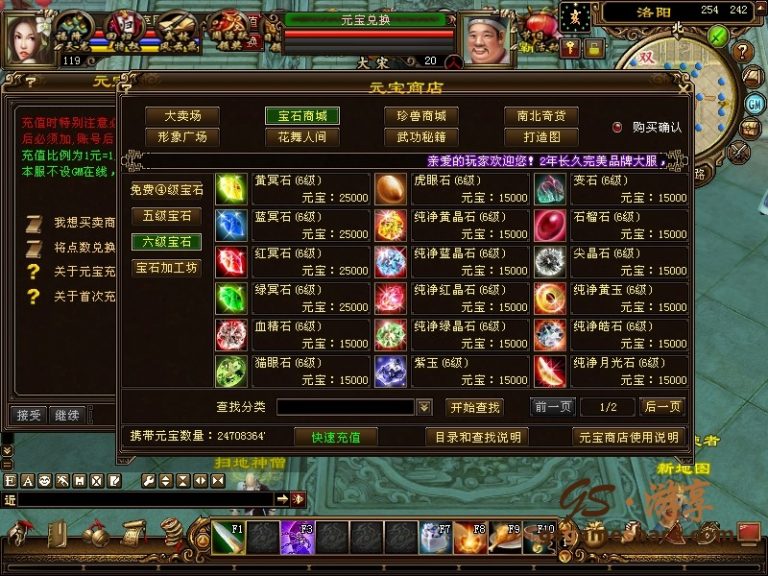 元宝兑换
洛阳
254 242
北
119
大宋
20
元宝商店
大卖场
宝石商城
珍兽商城
南北奇货
形象广场
花舞人间
武功秘籍
打造图
购买确认
亲爱的玩家欢迎您! 2年长久完美品牌大服,
充值时特别注意
后必须加,账号后
充值比例为1元=1
本服不设GM在线,
我想买卖商
将点数兑换
关于元宝充
关于首次充
接受
继续
免费④级宝石
五级宝石
六级宝石
宝石加工坊
黄冥石(6级)
元宝:25000
虎眼石(6级)
元宝:15000
变石(6级)
元宝:15000
蓝冥石(6级)
元宝:25000
纯净黄晶石(6级)
元宝:15000
石榴石(6级)
元宝:15000
红冥石(6级)
元宝:25000
纯净蓝晶石(6级)
元宝:15000
尖晶石(6级)
元宝:15000
绿冥石(6级)
元宝:25000
纯净红晶石(6级)
元宝:15000
纯净黄玉(6级)
元宝:15000
血精石(6级)
元宝:15000
纯净绿晶石(6级)
元宝:15000
纯净皓石(6级)
元宝:15000
猫眼石(6级)
元宝:15000
紫玉(6级)
元宝:15000
纯净月光石(6级)
元宝:15000
查找分类
开始查找
前一页
1/2
后一页
携带元宝数量:24708364
快速充值
目录和查找说明
元宝商店使用说明
扫地神僧
新地图
近
GS·游享
F1
F3
F7
F8
F9
F10